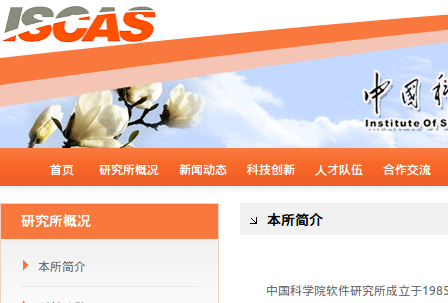 ISCAS
中国科
Institute Of S
首页 研究所概况 新闻动态 科技创新 人才队伍 合作交流
研究所概况
本所简介
本所简介
中国科学院软件研究所成立于1985